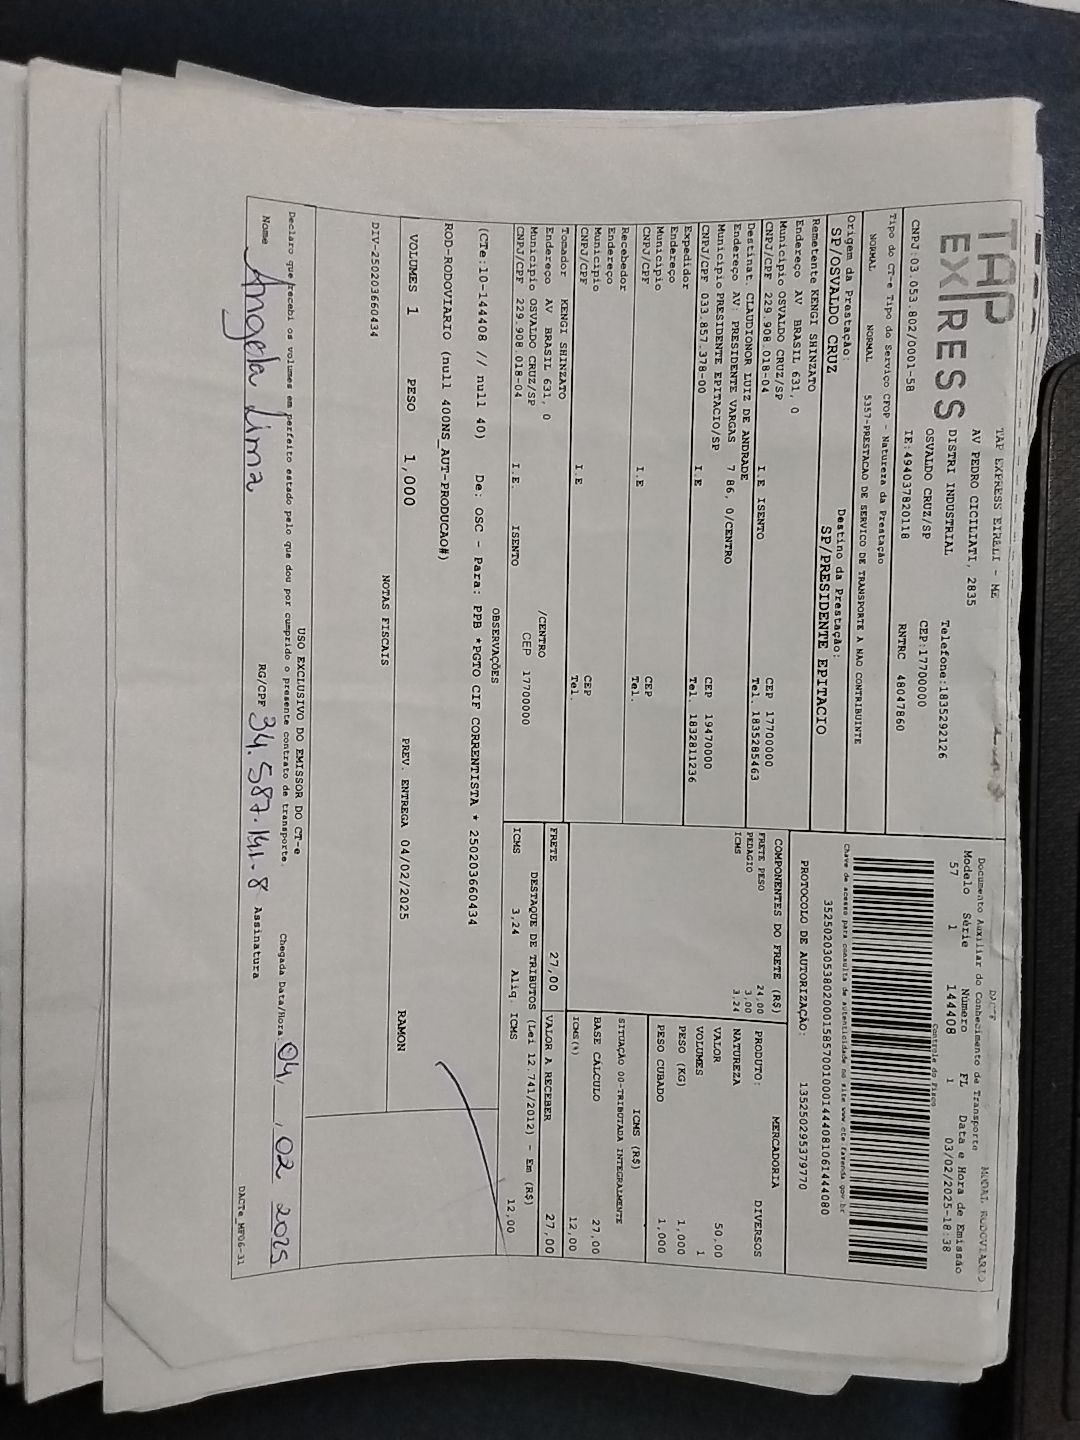 TAP
EXPRESS
TAP EXPRESS EIRELI - ME
AV PEDRO CICILIATI, 2835
DISTRI INDUSTRIAL
OSVALDO CRUZ/SP
Telefone:1835292126
CEP:17700000
CNPJ:03.053.802/0001-58 IE:494037820118 RNTRC 48047860
Tipo do CT-e Tipo do Serviço CFOP - Natureza da Prestação
NORMAL NORMAL 5357-PRESTACAO DE SERVICO DE TRANSPORTE A NAO CONTRIBUINTE
Origem da Prestação: Destino da Prestação:
SP/OSVALDO CRUZ SP/PRESIDENTE EPITACIO
DACTE MODAL RODOVIARIO
Documento Auxiliar do Conhecimento de Transporte
Modelo Série Número FL Data e Hora de Emissão
57 1 144408 1 03/02/2025-18:38
Controle do Fisco
Chave de acesso para consulta de autenticidade no site www.cte.fazenda.gov.br
35250203053802000158570010001444081061444080
PROTOCOLO DE AUTORIZAÇÃO: 135250295379770
Remetente KENGI SHINZATO
Endereço AV BRASIL 631, 0
Município OSVALDO CRUZ/SP CEP 17700000
CNPJ/CPF 229.908.018-04 I.E ISENTO Tel. 1835285463
Destinat. CLAUDIONOR LUIZ DE ANDRADE
Endereço AV: PRESIDENTE VARGAS 7 86, 0/CENTRO
Município PRESIDENTE EPITACIO/SP CEP 19470000
CNPJ/CPF 033.857.378-00 I.E Tel. 1832811236
Expedidor
Endereço
Município CEP
CNPJ/CPF I.E Tel.
Recebedor
Endereço
Município CEP
CNPJ/CPF I.E Tel.
Tomador KENGI SHINZATO
Endereço AV BRASIL 631, 0 /CENTRO
Município OSVALDO CRUZ/SP CEP 17700000
CNPJ/CPF 229.908.018-04 I.E. ISENTO
COMPONENTES DO FRETE (R$)
FRETE PESO 24,00
PEDAGIO 3,00
ICMS 3,24
MERCADORIA
PRODUTO: DIVERSOS
NATUREZA
VALOR 50,00
VOLUMES 1
PESO (KG) 1,000
PESO CUBADO 1,000
ICMS (R$)
SITUAÇÃO 00-TRIBUTADA INTEGRALMENTE
BASE CÁLCULO 27,00
ICMS(%) 12,00
FRETE 27,00 VALOR A RECEBER 27,00
DESTAQUE DE TRIBUTOS (Lei 12.741/2012) - Em (R$)
ICMS 3,24 Aliq. ICMS 12,00
OBSERVAÇÕES
(CTe:10-144408 // null 40) De: OSC - Para: PPB *PGTO CIF CORRENTISTA * 250203660434
ROD-RODOVIARIO (null 400NS_AUT-PRODUCAO#)
VOLUMES 1 PESO 1,000 PREV. ENTREGA 04/02/2025 RAMON
NOTAS FISCAIS
DIV-250203660434
USO EXCLUSIVO DO EMISSOR DO CT-e
Declaro que recebi os volumes em perfeito estado pelo que dou por cumprido o presente contrato de transporte.
Chegada Data/Hora 04, , 02 2025
Nome Angela Lima RG/CPF 34.587.141-8 Assinatura
DACTe_MF06-31